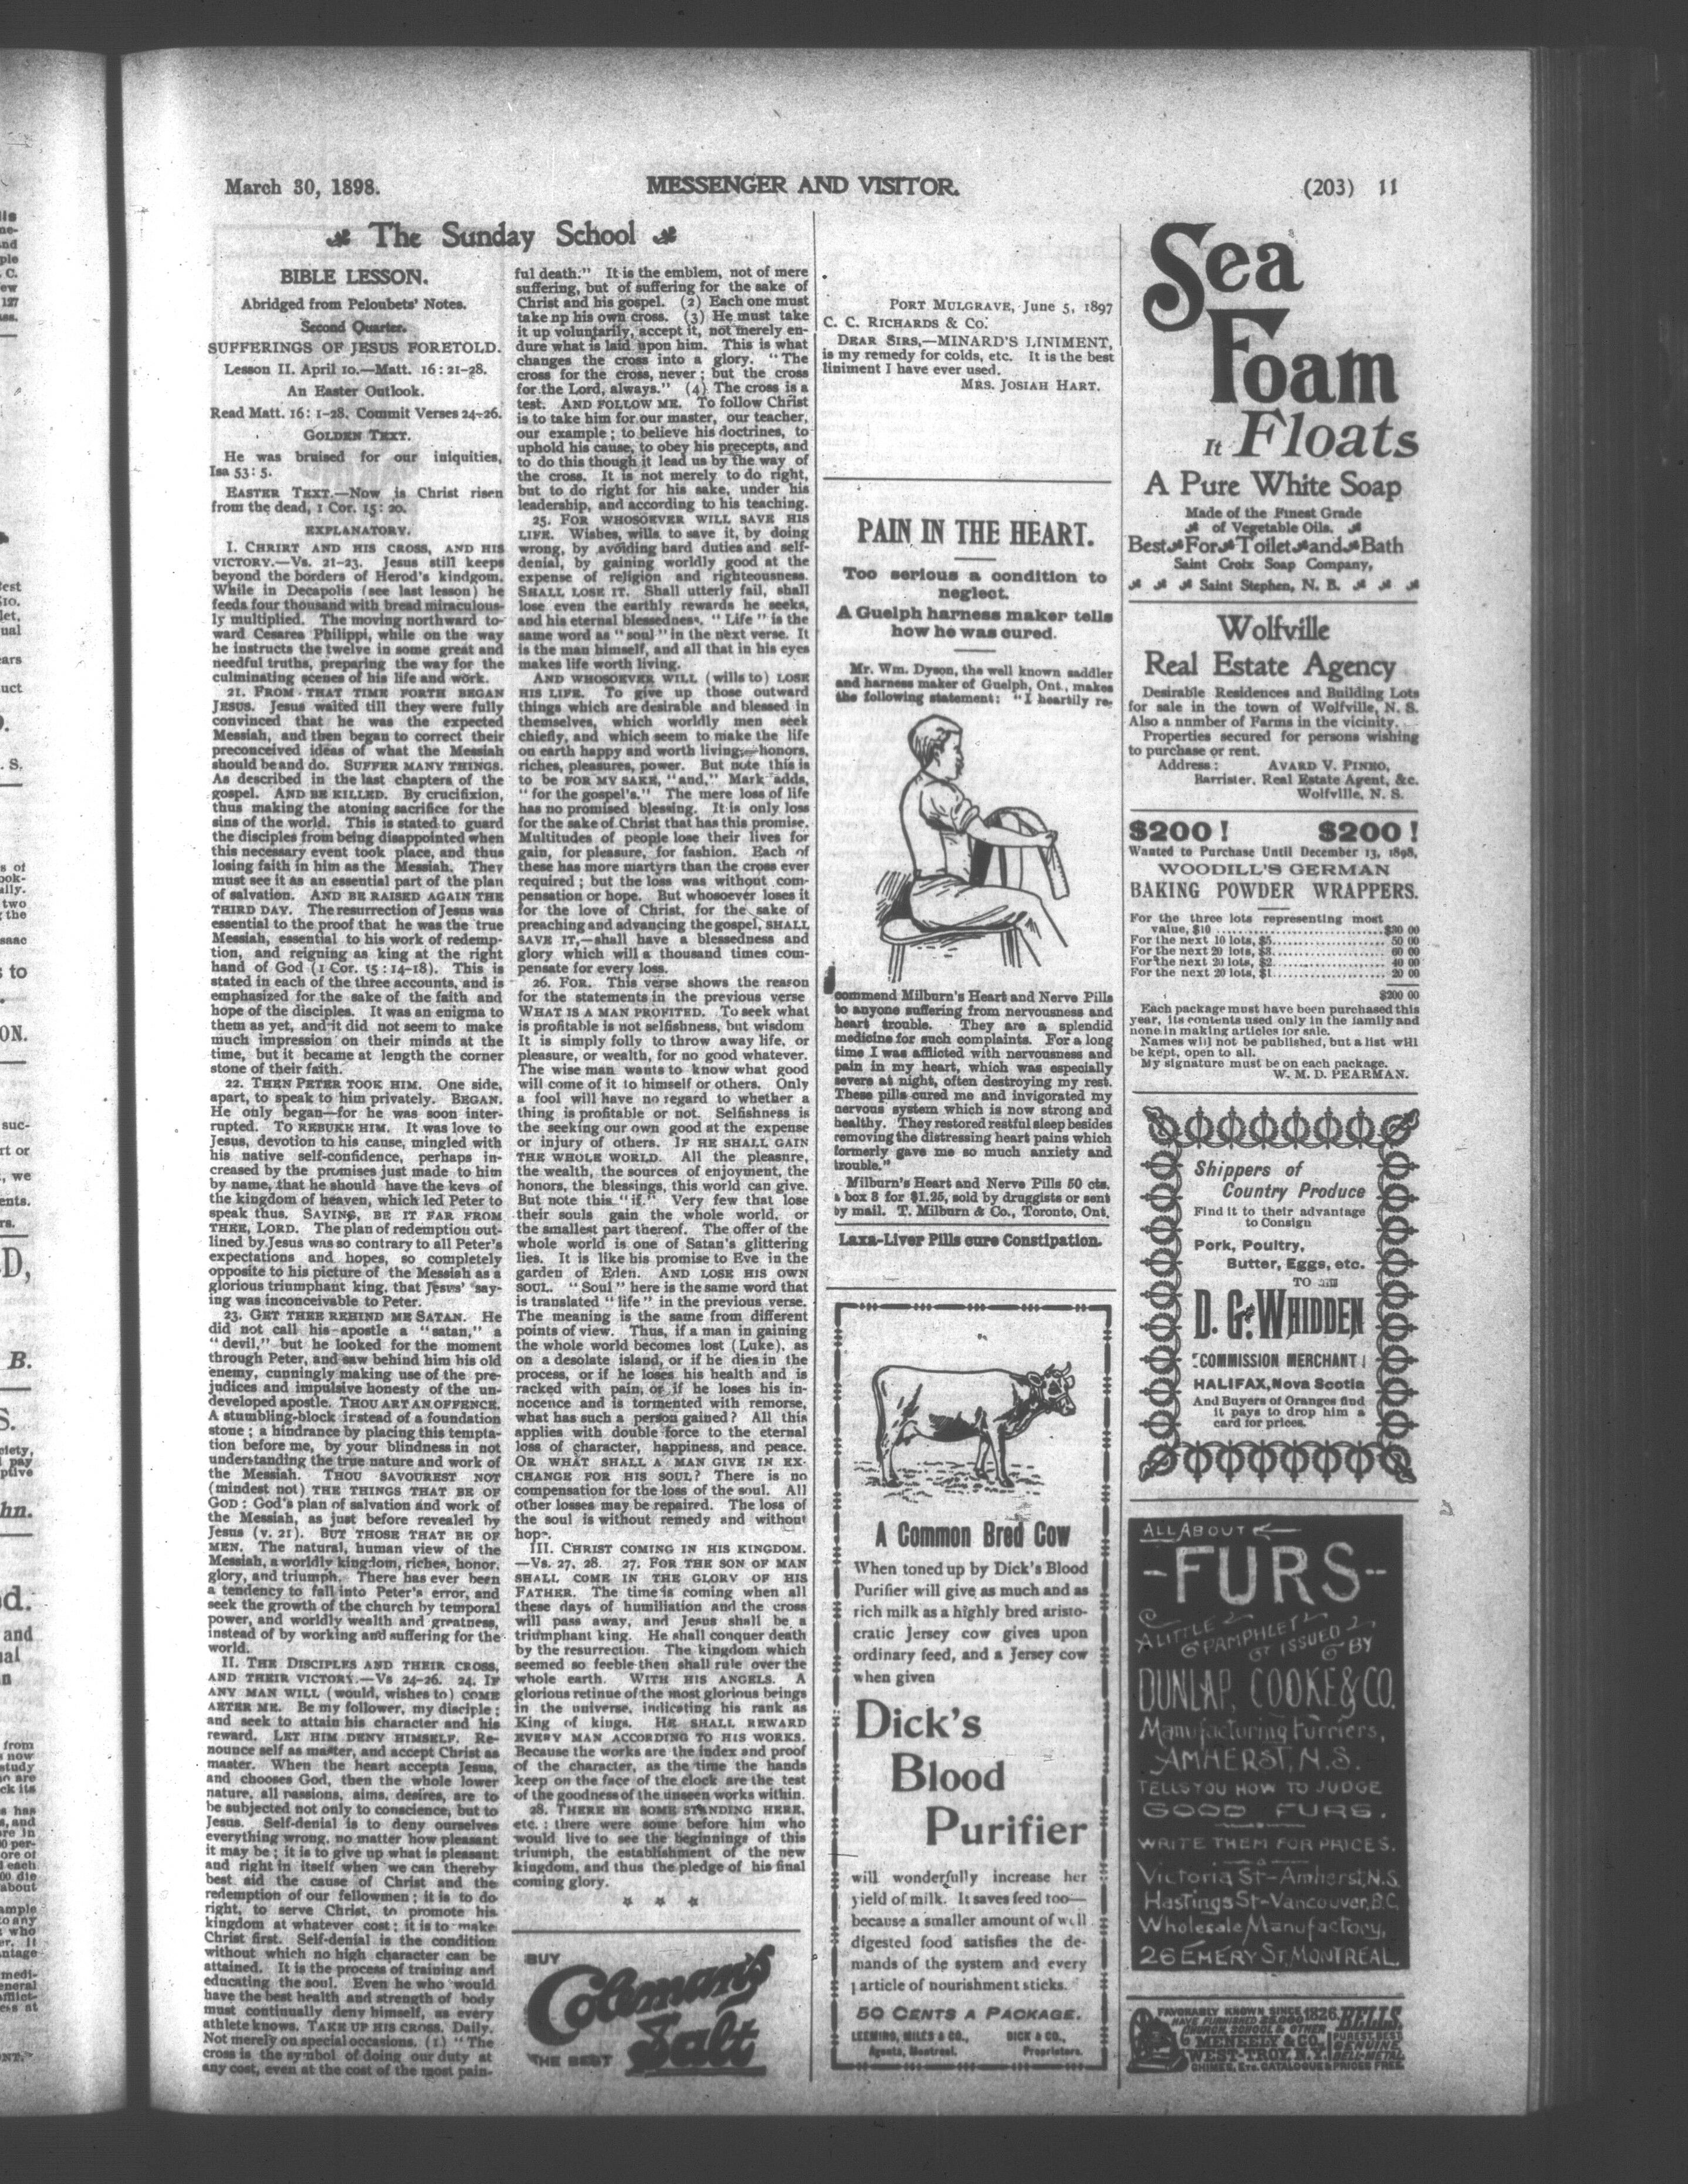 March 30, 1898.
MESSENGER AND VISITOR.
(203) 11
The Sunday School
BIBLE LESSON.
Abridged from Peloubets' Notes.
Second Quarter.
SUFFERINGS OF JESUS FORETOLD.
Lesson II. April 10.—Matt. 16:21-28.
An Easter Outlook.
Read Matt. 16: 1-28. Commit Verses 24-26.
GOLDEN TEXT.
He was bruised for our iniquities,
Isa 53: 5.
EASTER TEXT.—Now is Christ risen
from the dead, 1 Cor. 15: 20.
EXPLANATORY.
I. CHRIRT AND HIS CROSS, AND HIS
VICTORY.—Vs. 21-23. Jesus still keeps
beyond the borders of Herod's kindgom.
While in Decapolis (see last lesson) he
feeds four thousand with bread miraculous-
ly multiplied. The moving northward to-
ward Cesarea Philippi, while on the way
he instructs the twelve in some great and
needful truths, preparing the way for the
culminating scenes of his life and work.
21. FROM THAT TIME FORTH BEGAN
JESUS. Jesus waited till they were fully
convinced that he was the expected
Messiah, and then began to correct their
preconceived ideas of what the Messiah
should be and do. SUFFER MANY THINGS.
As described in the last chapters of the
gospel. AND BE KILLED. By crucifixion,
thus making the atoning sacrifice for the
sins of the world. This is stated to guard
the disciples from being disappointed when
this necessary event took place, and thus
losing faith in him as the Messiah. They
must see it as an essential part of the plan
of salvation. AND BE RAISED AGAIN THE
THIRD DAY. The resurrection of Jesus was
essential to the proof that he was the true
Messiah, essential to his work of redemp-
tion, and reigning as king at the right
hand of God (1 Cor. 15:14-18). This is
stated in each of the three accounts, and is
emphasized for the sake of the faith and
hope of the disciples. It was an enigma to
them as yet, and it did not seem to make
much impression on their minds at the
time, but it became at length the corner
stone of their faith.
22. THEN PETER TOOK HIM. One side,
apart, to speak to him privately. BEGAN.
He only began—for he was soon inter-
rupted. TO REBUKE HIM. It was love to
Jesus, devotion to his cause, mingled with
his native self-confidence, perhaps in-
creased by the promises just made to him
by name, that he should have the keys of
the kingdom of heaven, which led Peter to
speak thus. SAYING, BE IT FAR FROM
THEE, LORD. The plan of redemption out-
lined by Jesus was so contrary to all Peter's
expectations and hopes, so completely
opposite to his picture of the Messiah as a
glorious triumphant king, that Jesus' say-
ing was inconceivable to Peter.
23. GET THEE BEHIND ME SATAN. He
did not call his apostle a "satan," a
"devil," but he looked for the moment
through Peter, and saw behind him his old
enemy, cunningly making use of the pre-
judices and impulsive honesty of the un-
developed apostle. THOU ART AN OFFENCE.
A stumbling-block instead of a foundation
stone; a hindrance by placing this tempta-
tion before me, by your blindness in not
understanding the true nature and work of
the Messiah. THOU SAVOUREST NOT
(mindest not) THE THINGS THAT BE OF
GOD: God's plan of salvation and work of
the Messiah, as just before revealed by
Jesus (v. 21). BUT THOSE THAT BE OF
MEN. The natural, human view of the
Messiah, a worldly kingdom, riches, honor,
glory, and triumph. There has ever been
a tendency to fall into Peter's error, and
seek the growth of the church by temporal
power, and worldly wealth and greatness,
instead of by working and suffering for the
world.
II. THE DISCIPLES AND THEIR CROSS,
AND THEIR VICTORY.—Vs 24-26. 24. IF
ANY MAN WILL (would, wishes to) COME
AETER ME. Be my follower, my disciple;
and seek to attain his character and his
reward. LET HIM DENY HIMSELF. Re-
nounce self as master, and accept Christ as
master. When the heart accepts Jesus,
and chooses God, then the whole lower
nature, all passions, aims, desires, are to
be subjected not only to conscience, but to
Jesus. Self-denial is to deny ourselves
everything wrong, no matter how pleasant
it may be; it is to give up what is pleasant
and right in itself when we can thereby
best aid the cause of Christ and the
redemption of our fellowmen; it is to do
right, to serve Christ, to promote his
kingdom at whatever cost; it is to make
Christ first. Self-denial is the condition
without which no high character can be
attained. It is the process of training and
educating the soul. Even he who would
have the best health and strength of body
must continually deny himself, as every
athlete knows. TAKE UP HIS CROSS. Daily.
Not merely on special occasions. (1) "The
cross is the symbol of doing our duty at
any cost, even at the cost of the most pain-
ful death." It is the emblem, not of mere
suffering, but of suffering for the sake of
Christ and his gospel. (2) Each one must
take np his own cross. (3) He must take
it up voluntarily, accept it, not merely en-
dure what is laid upon him. This is what
changes the cross into a glory. "The
cross for the cross, never; but the cross
for the Lord, always." (4) The cross is a
test. AND FOLLOW ME. To follow Christ
is to take him for our master, our teacher,
our example; to believe his doctrines, to
uphold his cause, to obey his precepts, and
to do this though it lead us by the way of
the cross. It is not merely to do right,
but to do right for his sake, under his
leadership, and according to his teaching.
25. FOR WHOSOEVER WILL SAVE HIS
LIFE. Wishes, wills, to save it, by doing
wrong, by avoiding hard duties and self-
denial, by gaining worldly good at the
expense of religion and righteousness.
SHALL LOSE IT. Shall utterly fail, shall
lose even the earthly rewards he seeks,
and his eternal blessedness. "Life" is the
same word as "soul" in the next verse. It
is the man himself, and all that in his eyes
makes life worth living.
AND WHOSOEVER WILL (wills to) LOSE
HIS LIFE. To give up those outward
things which are desirable and blessed in
themselves, which worldly men seek
chiefly, and which seem to make the life
on earth happy and worth living,—honors,
riches, pleasures, power. But note this is
to be FOR MY SAKE, "and," Mark adds,
"for the gospel's." The mere loss of life
has no promised blessing. It is only loss
for the sake of Christ that has this promise.
Multitudes of people lose their lives for
gain, for pleasure, for fashion. Each of
these has more martyrs than the cross ever
required; but the loss was without com-
pensation or hope. But whosoever loses it
for the love of Christ, for the sake of
preaching and advancing the gospel, SHALL
SAVE IT,—shall have a blessedness and
glory which will a thousand times com-
pensate for every loss.
26. FOR. This verse shows the reason
for the statements in the previous verse
WHAT IS A MAN PROFITED. To seek what
is profitable is not selfishness, but wisdom
It is simply folly to throw away life, or
pleasure, or wealth, for no good whatever.
The wise man wants to know what good
will come of it to himself or others. Only
a fool will have no regard to whether a
thing is profitable or not. Selfishness is
the seeking our own good at the expense
or injury of others. IF HE SHALL GAIN
THE WHOLE WORLD. All the pleasnre,
the wealth, the sources of enjoyment, the
honors, the blessings, this world can give.
But note this "if." Very few that lose
their souls gain the whole world, or
the smallest part thereof. The offer of the
whole world is one of Satan's glittering
lies. It is like his promise to Eve in the
garden of Eden. AND LOSE HIS OWN
SOUL. "Soul" here is the same word that
is translated "life" in the previous verse.
The meaning is the same from different
points of view. Thus, if a man in gaining
the whole world becomes lost (Luke), as
on a desolate island, or if he dies in the
process, or if he loses his health and is
racked with pain, or if he loses his in-
nocence and is tormented with remorse,
what has such a person gained? All this
applies with double force to the eternal
loss of character, happiness, and peace.
OR WHAT SHALL A MAN GIVE IN EX-
CHANGE FOR HIS SOUL? There is no
compensation for the loss of the soul. All
other losses may be repaired. The loss of
the soul is without remedy and without
hope.
III. CHRIST COMING IN HIS KINGDOM.
—Vs. 27, 28. 27. FOR THE SON OF MAN
SHALL COME IN THE GLORY OF HIS
FATHER. The time is coming when all
these days of humiliation and the cross
will pass away, and Jesus shall be a
triumphant king. He shall conquer death
by the resurrection. The kingdom which
seemed so feeble then shall rule over the
whole earth. WITH HIS ANGELS. A
glorious retinue of the most glorious beings
in the universe, indicating his rank as
King of kings. HE SHALL REWARD
EVERY MAN ACCORDING TO HIS WORKS.
Because the works are the index and proof
of the character, as the time the hands
keep on the face of the clock are the test
of the goodness of the unseen works within.
28. THERE BE SOME STANDING HERE,
etc.: there were some before him who
would live to see the beginnings of this
triumph, the establishment of the new
kingdom, and thus the pledge of his final
coming glory.
* * *
BUY
Coleman's
THE BEST
Salt
PORT MULGRAVE, June 5, 1897
C. C. RICHARDS & Co.
DEAR SIRS,—MINARD'S LINIMENT,
is my remedy for colds, etc. It is the best
liniment I have ever used.
MRS. JOSIAH HART.
PAIN IN THE HEART.
Too serious a condition to
neglect.
A Guelph harness maker tells
how he was cured.
Mr. Wm. Dyson, the well known saddler
and harness maker of Guelph, Ont., makes
the following statement: "I heartily re-
commend Milburn's Heart and Nerve Pills
to anyone suffering from nervousness and
heart trouble. They are a splendid
medicine for such complaints. For a long
time I was afflicted with nervousness and
pain in my heart, which was especially
severe at night, often destroying my rest.
These pills cured me and invigorated my
nervous system which is now strong and
healthy. They restored restful sleep besides
removing the distressing heart pains which
formerly gave me so much anxiety and
trouble."
Milburn's Heart and Nerve Pills 50 cts.
a box 3 for $1.25, sold by druggists or sent
by mail. T. Milburn & Co., Toronto, Ont.
Laxa-Liver Pills cure Constipation.
A Common Bred Cow
When toned up by Dick's Blood
Purifier will give as much and as
rich milk as a highly bred aristo-
cratic Jersey cow gives upon
ordinary feed, and a Jersey cow
when given
Dick's
Blood
Purifier
will wonderfully increase her
yield of milk. It saves feed too—
because a smaller amount of well
digested food satisfies the de-
mands of the system and every
particle of nourishment sticks.
50 CENTS A PACKAGE.
LEEMING, MILES & CO.,
Agents, Montreal.
DICK & CO.,
Proprietors.
Sea
Foam
It Floats
A Pure White Soap
Made of the Finest Grade
of Vegetable Oils.
Best For Toilet and Bath
Saint Croix Soap Company,
Saint Stephen, N. B.
Wolfville
Real Estate Agency
Desirable Residences and Building Lots
for sale in the town of Wolfville, N. S.
Also a nnmber of Farms in the vicinity.
Properties secured for persons wishing
to purchase or rent.
Address: AVARD V. PINEO,
Barrister, Real Estate Agent, &c.
Wolfville, N. S.
$200! $200!
Wanted to Purchase Until December 13, 1898,
WOODILL'S GERMAN
BAKING POWDER WRAPPERS.
For the three lots representing most
value, $10 ........ $30 00
For the next 10 lots, $5........ 50 00
For the next 20 lots, $3........ 60 00
For the next 20 lots, $2........ 40 00
For the next 20 lots, $1........ 20 00
$200 00
Each package must have been purchased this
year, its contents used only in the family and
none in making articles for sale.
Names will not be published, but a list will
be kept, open to all.
My signature must be on each package.
W. M. D. PEARMAN.
Shippers of
Country Produce
Find it to their advantage
to Consign
Pork, Poultry,
Butter, Eggs, etc.
TO
D. G. WHIDDEN
COMMISSION MERCHANT
HALIFAX, Nova Scotia
And Buyers of Oranges find
it pays to drop him a
card for prices.
ALL ABOUT
-FURS-
A LITTLE
PAMPHLET
ISSUED
BY
DUNLAP, COOKE & CO.
Manufacturing Furriers,
AMHERST, N.S.
TELLS YOU HOW TO JUDGE
GOOD FURS.
WRITE THEM FOR PRICES.
Victoria St-Amherst, N.S.
Hastings St-Vancouver, B.C.
Wholesale Manufactory,
26 EMERY ST, MONTREAL.
FAVORABLY KNOWN SINCE 1826. BELLS.
HAVE FURNISHED 25,000
CHURCH, SCHOOL & OTHER
MENEELY & CO.,
WEST-TROY, N.Y.
PUREST, BEST
GENUINE
BELL-METAL
CHIMES, ETC. CATALOGUE & PRICES FREE.